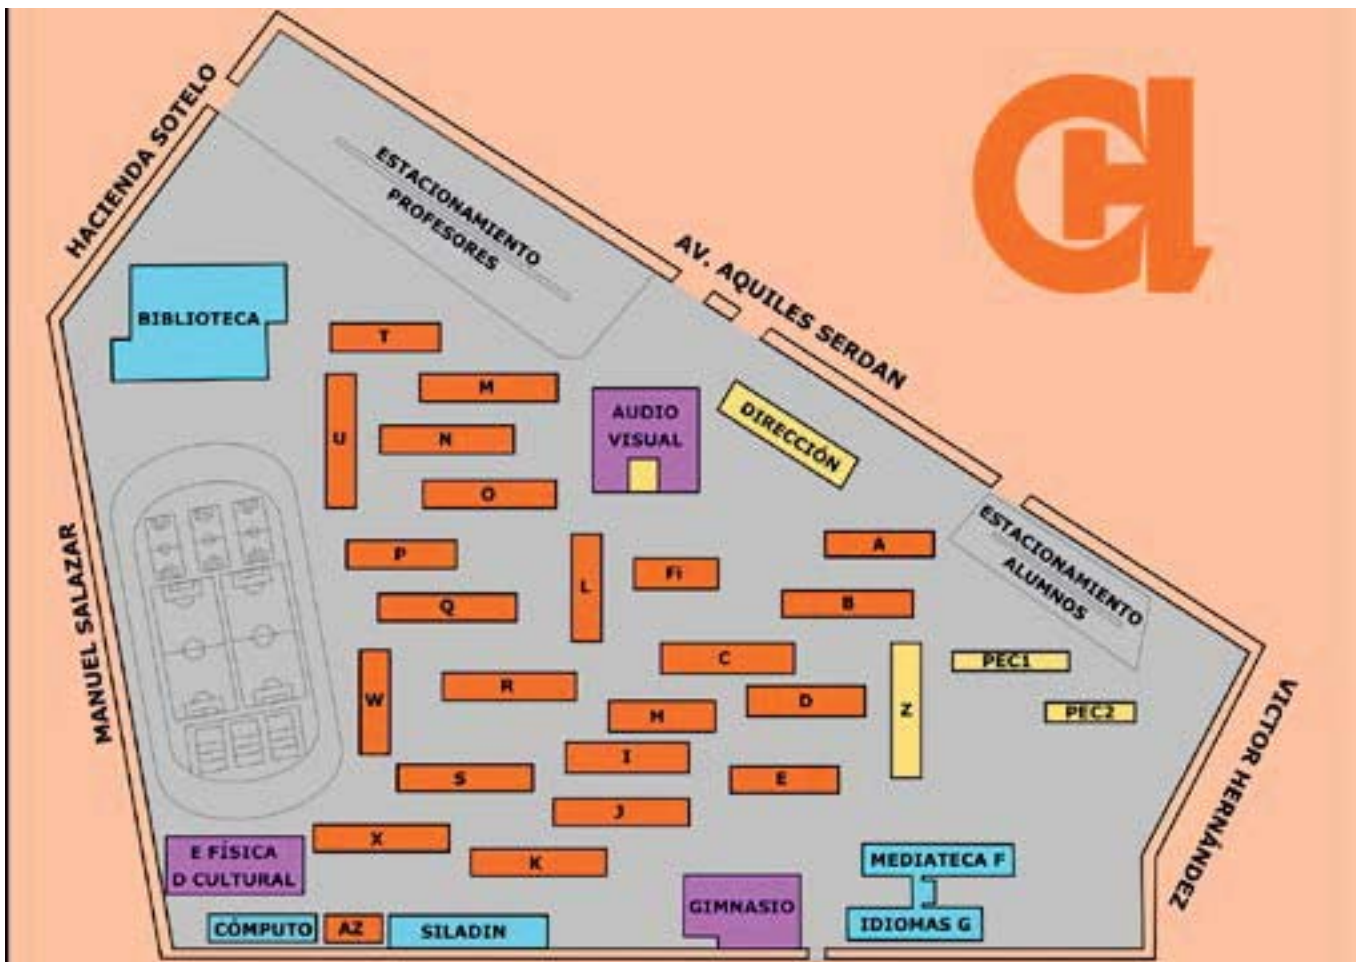 HACIENDA SOTELO
ESTACIONAMIENTO
PROFESORES
AV. AQUILES SERDAN
BIBLIOTECA
T
M
U
N
O
AUDIO
VISUAL
DIRECCIÓN
ESTACIONAMIENTO
ALUMNOS
MANUEL SALAZAR
P
Q
L
Fi
A
B
C
W
R
H
D
Z
PEC1
PEC2
VICTOR HERNÁNDEZ
I
S
E
J
X
K
E FÍSICA
D CULTURAL
MEDIATECA F
GIMNASIO
IDIOMAS G
CÓMPUTO
AZ
SILADIN
CH